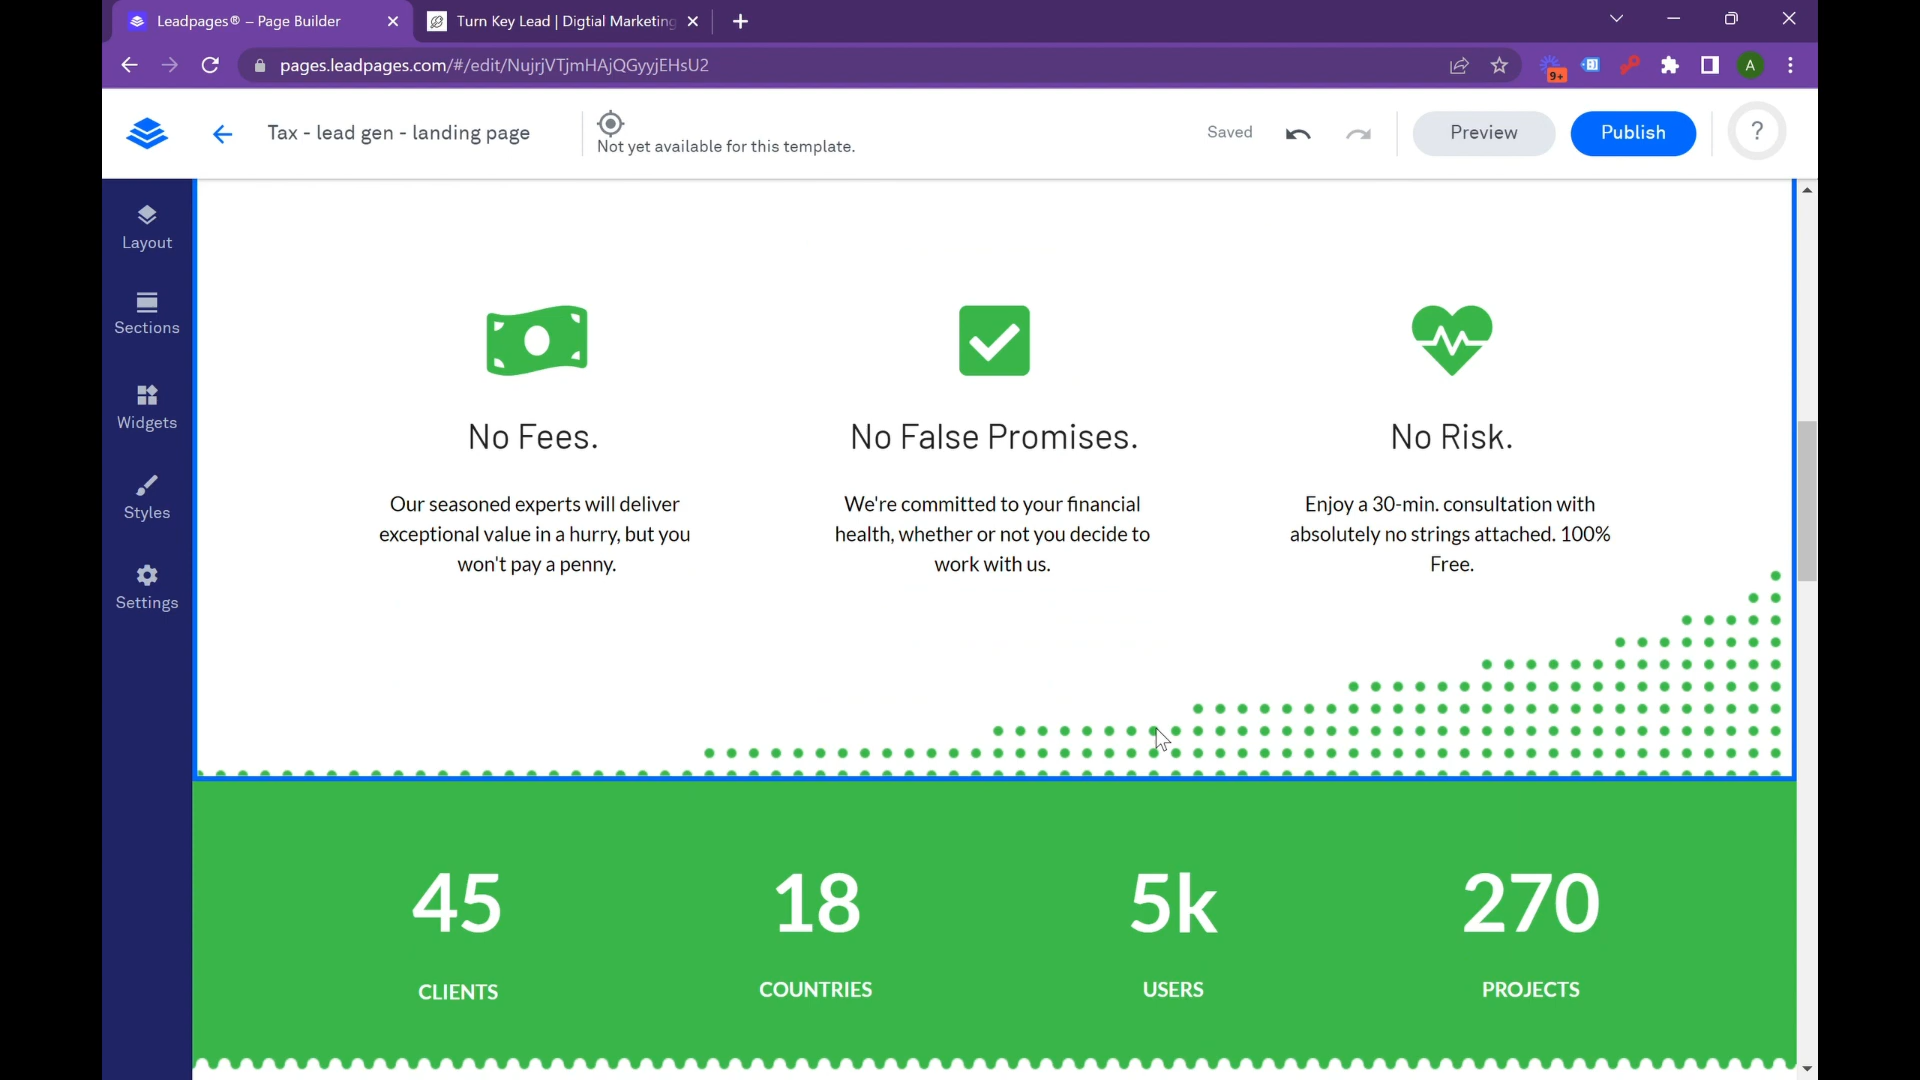 Leadpages® – Page Builder
Turn Key Lead | Digtial Marketing
pages.leadpages.com/#/edit/NujrjVTjmHAjQGyyjEHsU2
9+
A
Tax - lead gen - landing page
Not yet available for this template.
Saved
Preview
Publish
?
Layout
Sections
Widgets
Styles
Settings
No Fees.
Our seasoned experts will deliver
exceptional value in a hurry, but you
won't pay a penny.
No False Promises.
We're committed to your financial
health, whether or not you decide to
work with us.
No Risk.
Enjoy a 30-min. consultation with
absolutely no strings attached. 100%
Free.
45
CLIENTS
18
COUNTRIES
5k
USERS
270
PROJECTS